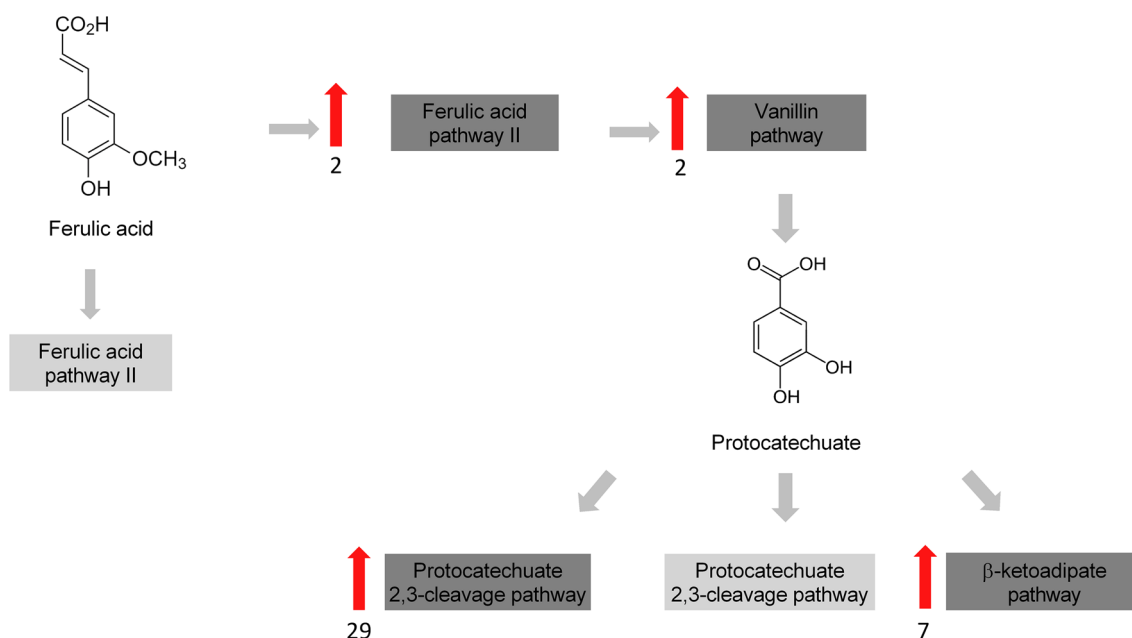 CO2H
OCH3
OH
Ferulic acid
2
Ferulic acid
pathway II
2
Vanillin
pathway
Ferulic acid
pathway II
O
OH
OH
OH
Protocatechuate
29
Protocatechuate
2,3-cleavage pathway
Protocatechuate
2,3-cleavage pathway
7
β-ketoadipate
pathway